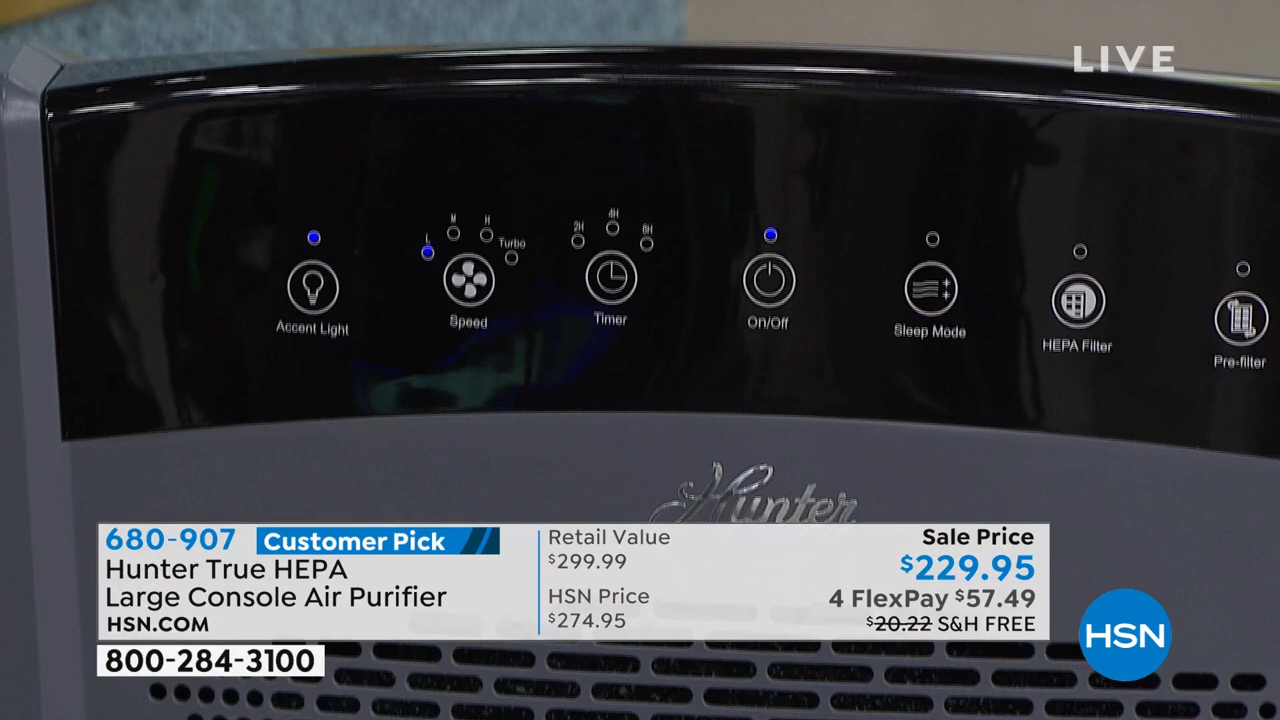 LIVE
L
M
H
Turbo
2H
4H
8H
Accent Light
Speed
Timer
On/Off
Sleep Mode
HEPA Filter
Pre-filter
Hunter
680-907 Customer Pick
Hunter True HEPA
Large Console Air Purifier
HSN.COM
800-284-3100
Retail Value
$299.99
HSN Price
$274.95
Sale Price
$229.95
4 FlexPay $57.49
$20.22 S&H FREE
HSN